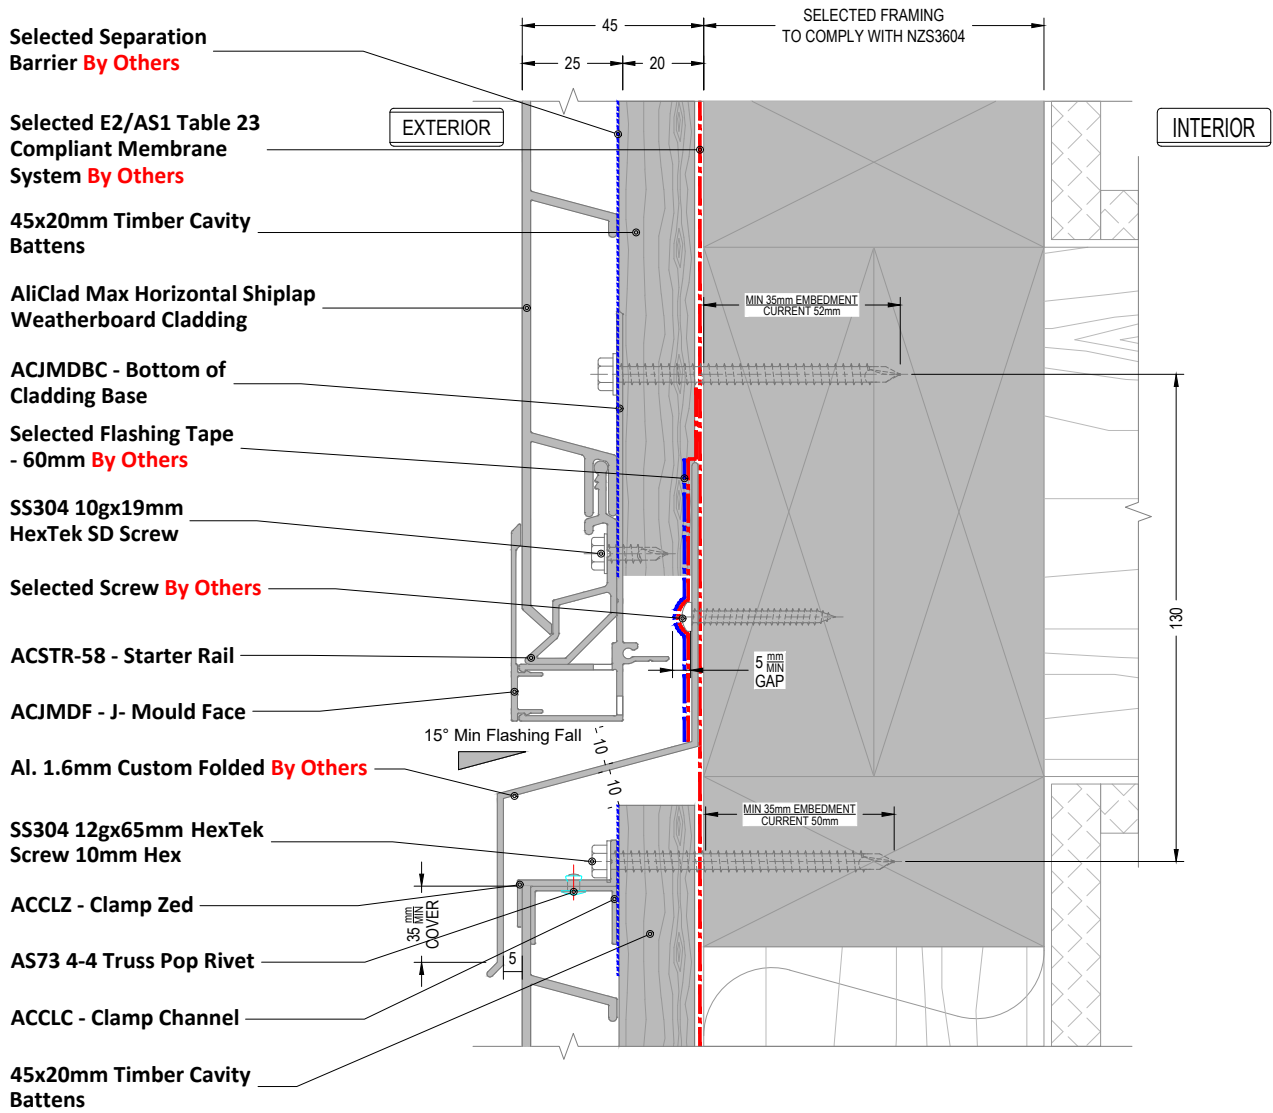 Selected Separation
Barrier By Others
Selected E2/AS1 Table 23
Compliant Membrane
System By Others
45x20mm Timber Cavity
Battens
AliClad Max Horizontal Shiplap
Weatherboard Cladding
ACJMDBC - Bottom of
Cladding Base
Selected Flashing Tape
- 60mm By Others
SS304 10gx19mm
HexTek SD Screw
Selected Screw By Others
ACSTR-58 - Starter Rail
ACJMDF - J- Mould Face
Al. 1.6mm Custom Folded By Others
SS304 12gx65mm HexTek
Screw 10mm Hex
ACCLZ - Clamp Zed
AS73 4-4 Truss Pop Rivet
ACCLC - Clamp Channel
45x20mm Timber Cavity
Battens
45
SELECTED FRAMING
TO COMPLY WITH NZS3604
25
20
EXTERIOR
INTERIOR
MIN 35mm EMBEDMENT
CURRENT 52mm
130
5 mm MIN
GAP
15° Min Flashing Fall
10
10
MIN 35mm EMBEDMENT
CURRENT 50mm
35 mm MIN
COVER
5